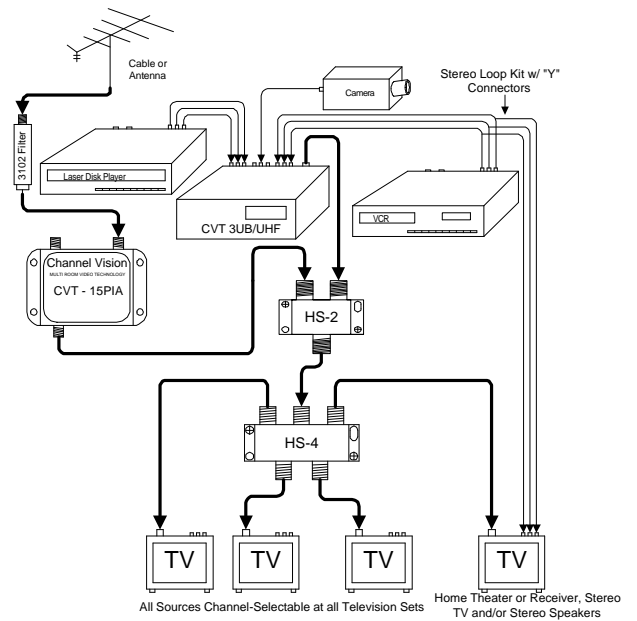 Cable or
Antenna
Stereo Loop Kit w/ "Y"
Connectors
Camera
3102 Filter
Laser Disk Player
CVT 3UB/UHF
VCR
Channel Vision
MULTI ROOM VIDEO TECHNOLOGY
CVT - 15PIA
HS-2
HS-4
TV
TV
TV
TV
All Sources Channel-Selectable at all Television Sets
Home Theater or Receiver, Stereo
TV and/or Stereo Speakers